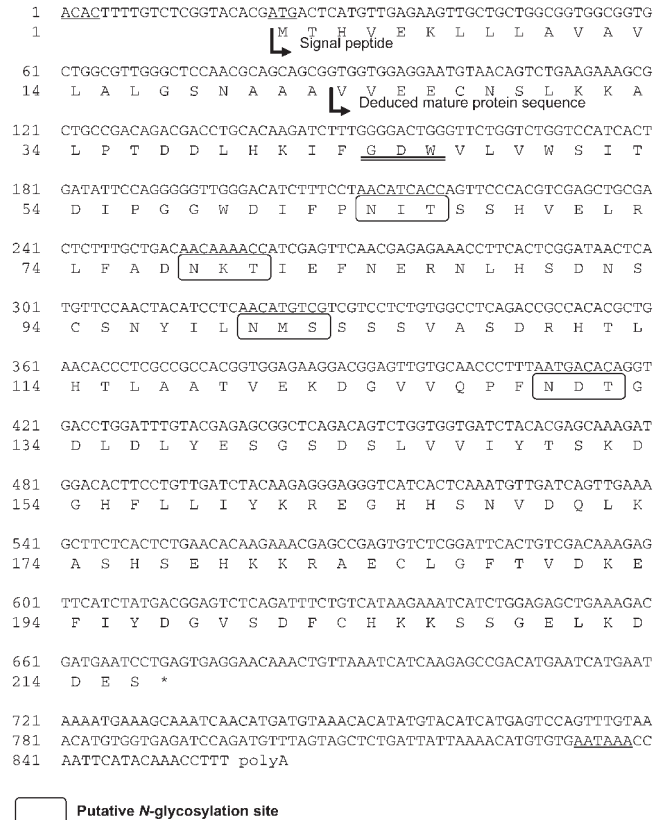 1 ACACTTTTGTCTCGGTACACGATGACTCATGTTGAGAAGTTGCTGCTGGCGGTGGCGGTG
1 M T H V E K L L L A V A V
Signal peptide
61 CTGGCGTTGGGCTCCAACGCAGCAGCGGTGGTGGAGGAATGTAACAGTCTGAAGAAAGCG
14 L A L G S N A A A V V E E C N S L K K A
Deduced mature protein sequence
121 CTGCCGACAGACGACCTGCACAAGATCTTTGGGGACTGGGTTCTGGTCTGGTCCATCACT
34 L P T D D L H K I F G D W V L V W S I T
181 GATATTCCAGGGGGTTGGGACATCTTTCCTAACATCACCAGTTCCCACGTCGAGCTGCGA
54 D I P G G W D I F P N I T S S H V E L R
241 CTCTTTGCTGACAACAAAACCATCGAGTTCAACGAGAGAAACCTTCACTCGGATAACTCA
74 L F A D N K T I E F N E R N L H S D N S
301 TGTTCCAACTACATCCTCAACATGTCGTCGTCCTCTGTGGCCTCAGACCGCCACACGCTG
94 C S N Y I L N M S S S S V A S D R H T L
361 AACACCCTCGCCGCCACGGTGGAGAAGGACGGAGTTGTGCAACCCTTTAATGACACAGGT
114 H T L A A T V E K D G V V Q P F N D T G
421 GACCTGGATTTGTACGAGAGCGGCTCAGACAGTCTGGTGGTGATCTACACGAGCAAAGAT
134 D L D L Y E S G S D S L V V I Y T S K D
481 GGACACTTCCTGTTGATCTACAAGAGGGAGGGTCATCACTCAAATGTTGATCAGTTGAAA
154 G H F L L I Y K R E G H H S N V D Q L K
541 GCTTCTCACTCTGAACACAAGAAACGAGCCGAGTGTCTCGGATTCACTGTCGACAAAGAG
174 A S H S E H K K R A E C L G F T V D K E
601 TTCATCTATGACGGAGTCTCAGATTTCTGTCATAAGAAATCATCTGGAGAGCTGAAAGAC
194 F I Y D G V S D F C H K K S S G E L K D
661 GATGAATCCTGAGTGAGGAACAAACTGTTAAATCATCAAGAGCCGACATGAATCATGAAT
214 D E S *
721 AAAATGAAAGCAAATCAACATGATGTAAACACATATGTACATCATGAGTCCAGTTTGTAA
781 ACATGTGGTGAGATCCAGATGTTTAGTAGCTCTGATTATTAAAACATGTGTGAATAAACC
841 AATTCATACAAACCTTT polyA
Putative N-glycosylation site